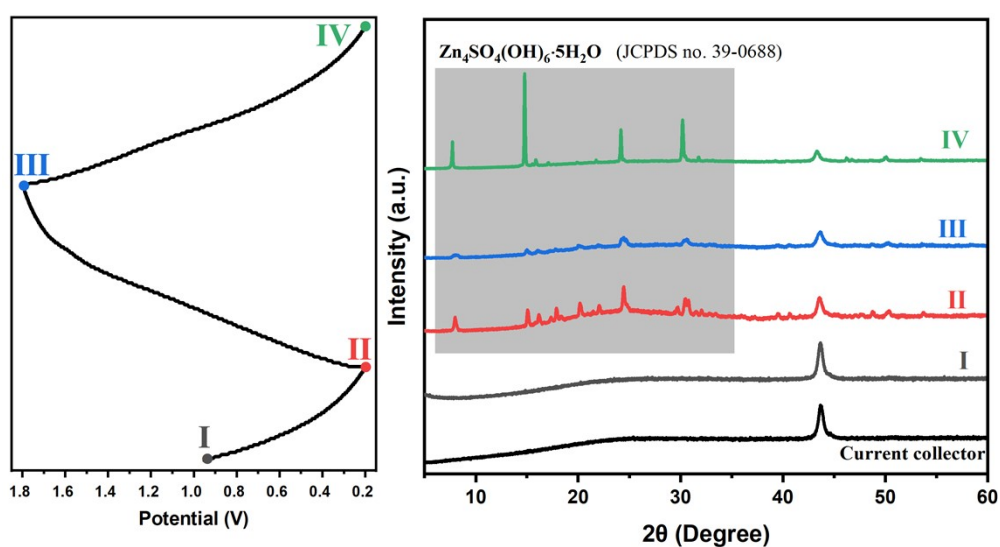 IV
III
II
I
1.8 1.6 1.4 1.2 1.0 0.8 0.6 0.4 0.2
Potential (V)
Zn₄SO₄(OH)₆·5H₂O (JCPDS no. 39-0688)
IV
III
II
I
Current collector
Intensity (a.u.)
10 20 30 40 50 60
2θ (Degree)